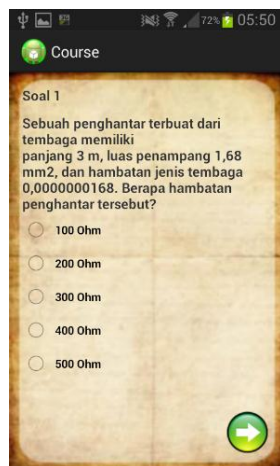 72% 05:50
Course
Soal 1
Sebuah penghantar terbuat dari
tembaga memiliki
panjang 3 m, luas penampang 1,68
mm2, dan hambatan jenis tembaga
0,0000000168. Berapa hambatan
penghantar tersebut?
100 Ohm
200 Ohm
300 Ohm
400 Ohm
500 Ohm